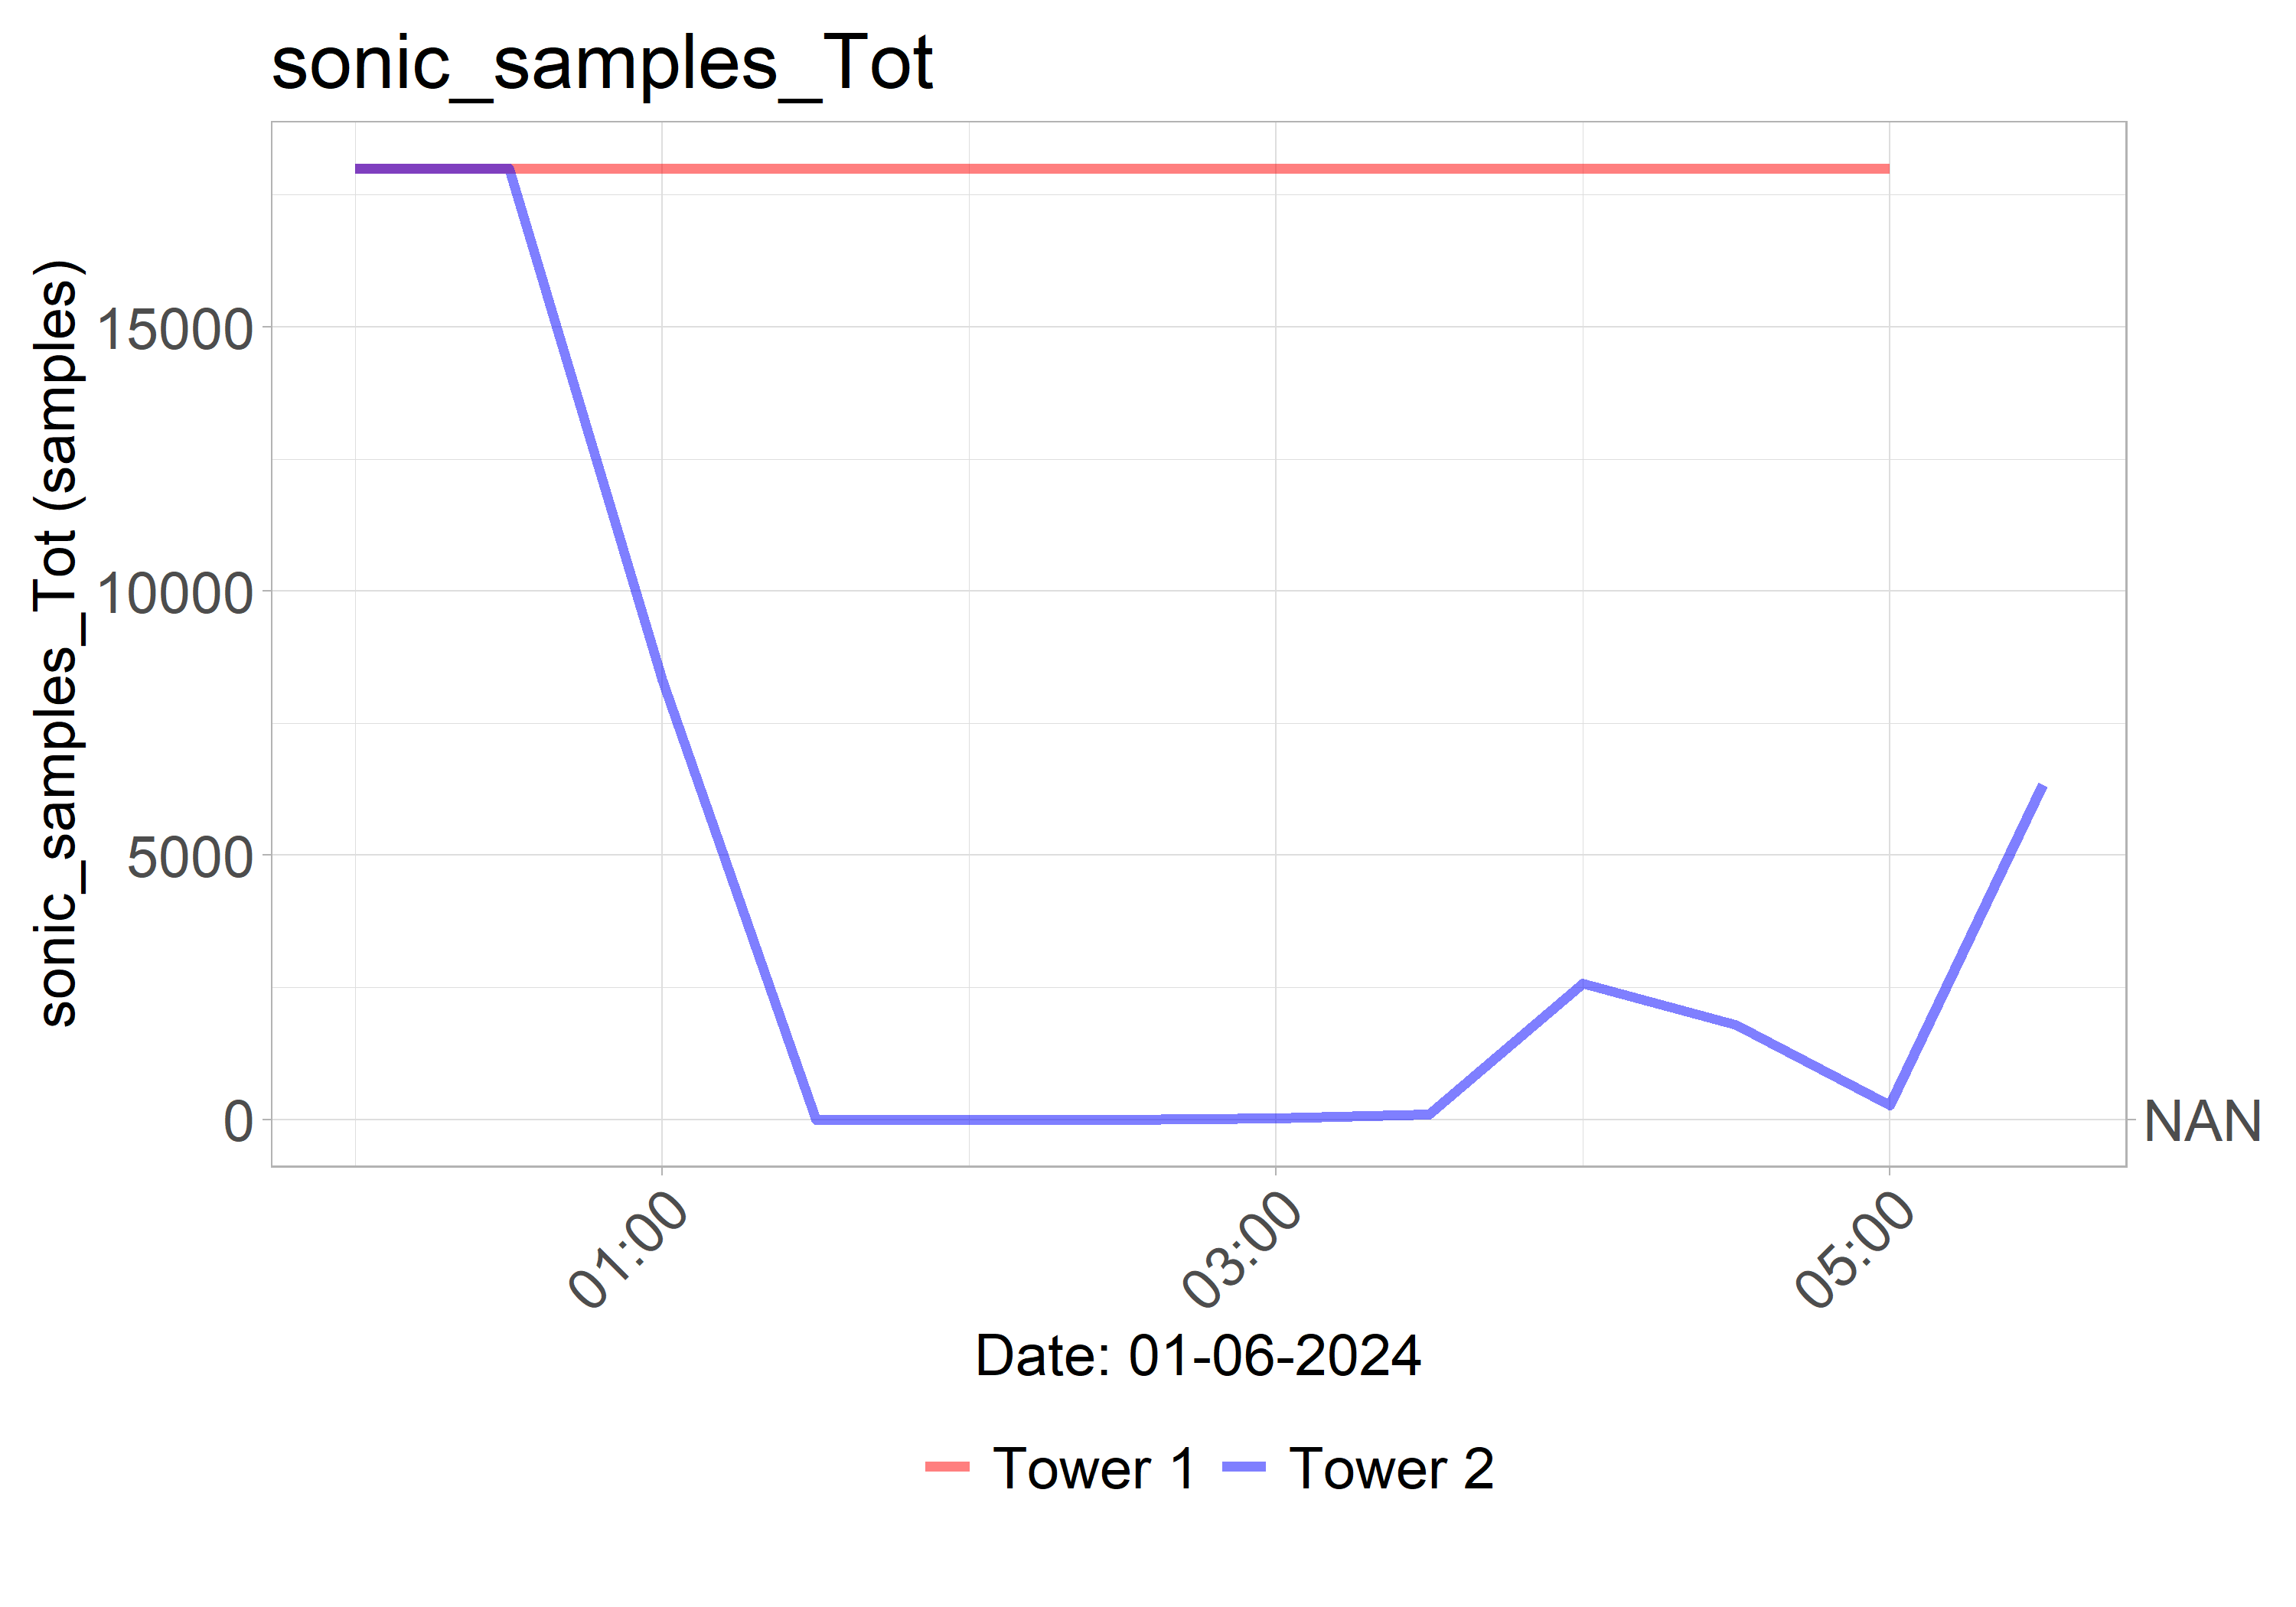 sonic_samples_Tot
sonic_samples_Tot (samples)
15000
10000
5000
0
NAN
01:00
03:00
05:00
Date: 01-06-2024
Tower 1
Tower 2